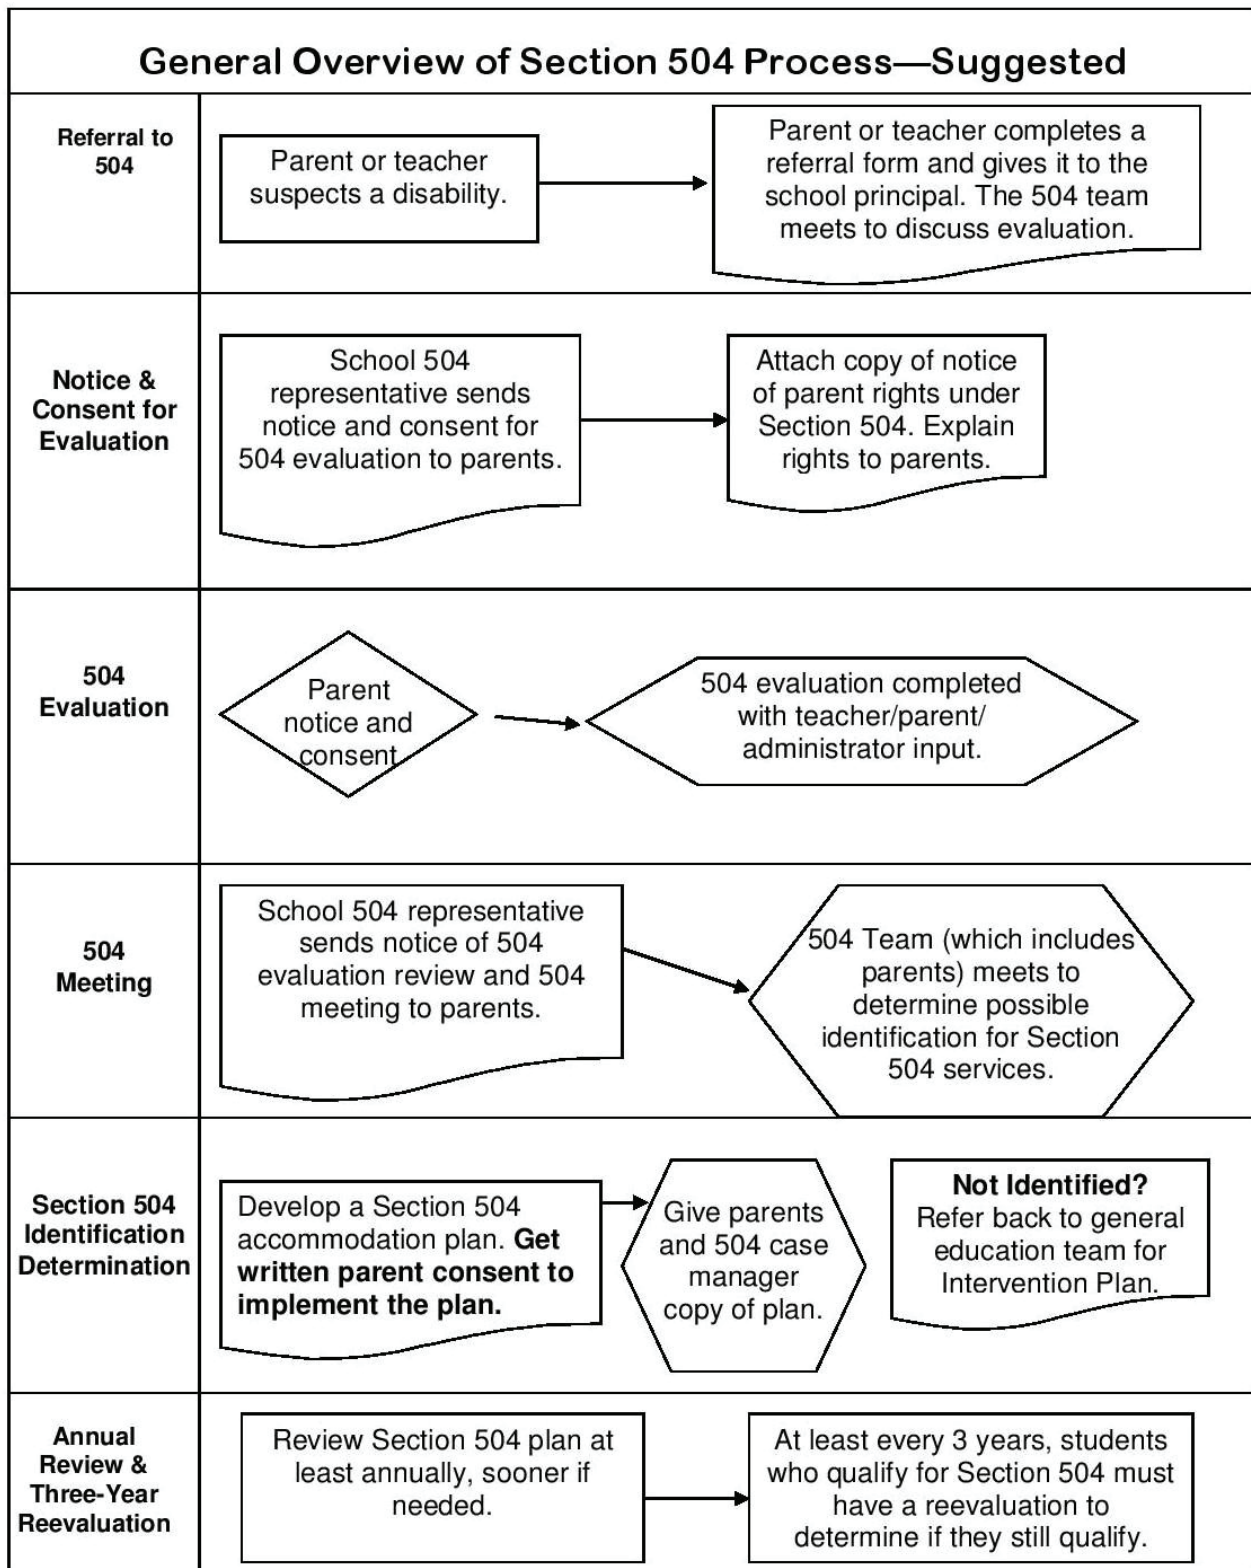 General Overview of Section 504 Process—Suggested
Referral to
504
Parent or teacher
suspects a disability.
Parent or teacher completes a
referral form and gives it to the
school principal. The 504 team
meets to discuss evaluation.
Notice &
Consent for
Evaluation
School 504
representative sends
notice and consent for
504 evaluation to parents.
Attach copy of notice
of parent rights under
Section 504. Explain
rights to parents.
504
Evaluation
Parent
notice and
consent
504 evaluation completed
with teacher/parent/
administrator input.
504
Meeting
School 504 representative
sends notice of 504
evaluation review and 504
meeting to parents.
504 Team (which includes
parents) meets to
determine possible
identification for Section
504 services.
Section 504
Identification
Determination
Develop a Section 504
accommodation plan. Get
written parent consent to
implement the plan.
Give parents
and 504 case
manager
copy of plan.
Not Identified?
Refer back to general
education team for
Intervention Plan.
Annual
Review &
Three-Year
Reevaluation
Review Section 504 plan at
least annually, sooner if
needed.
At least every 3 years, students
who qualify for Section 504 must
have a reevaluation to
determine if they still qualify.